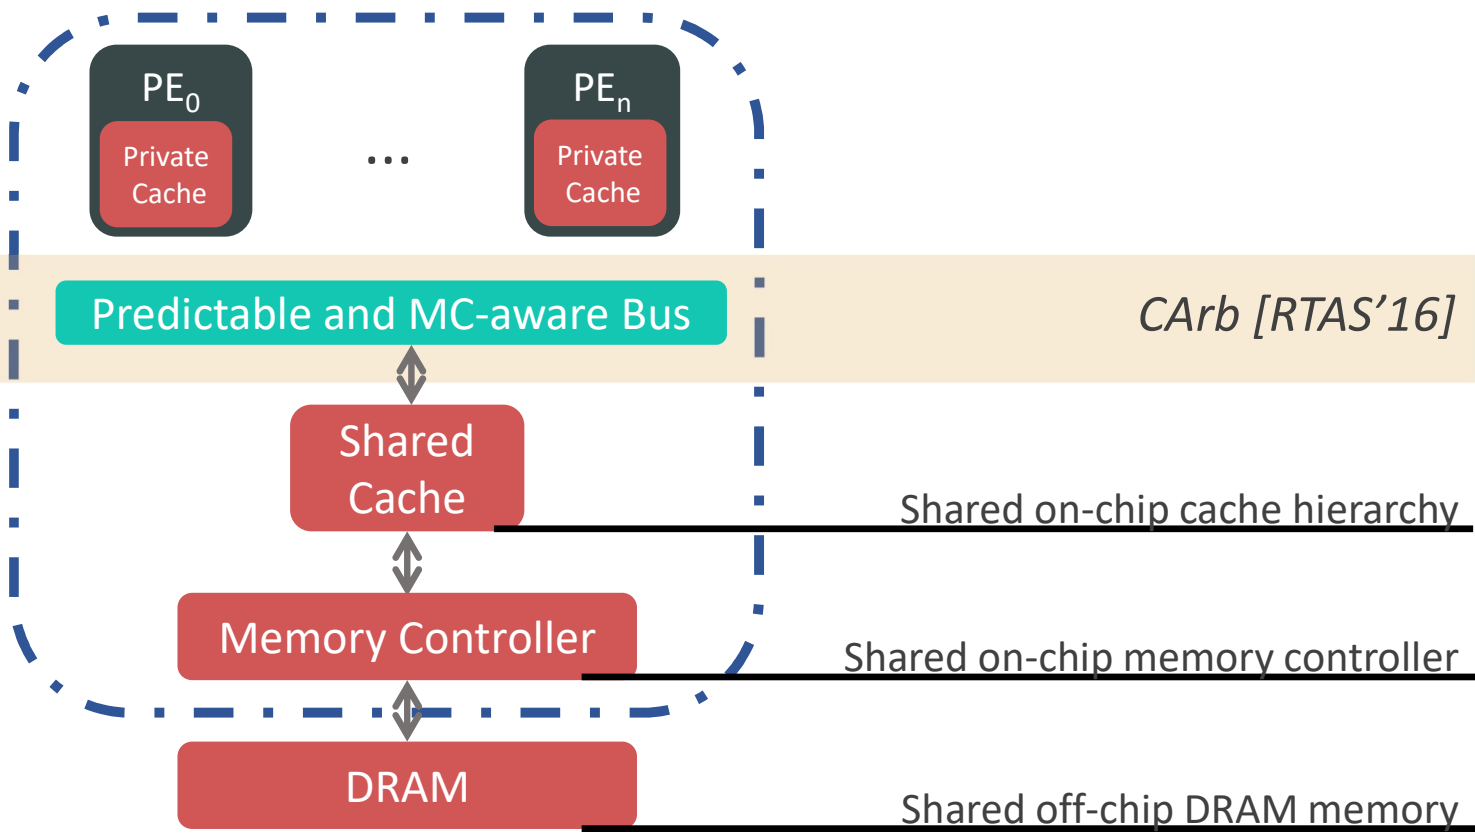 PE0
PEn
Private
Cache
...
Private
Cache
Predictable and MC-aware Bus
CArb [RTAS’16]
Shared
Cache
Shared on-chip cache hierarchy
Memory Controller
Shared on-chip memory controller
DRAM
Shared off-chip DRAM memory